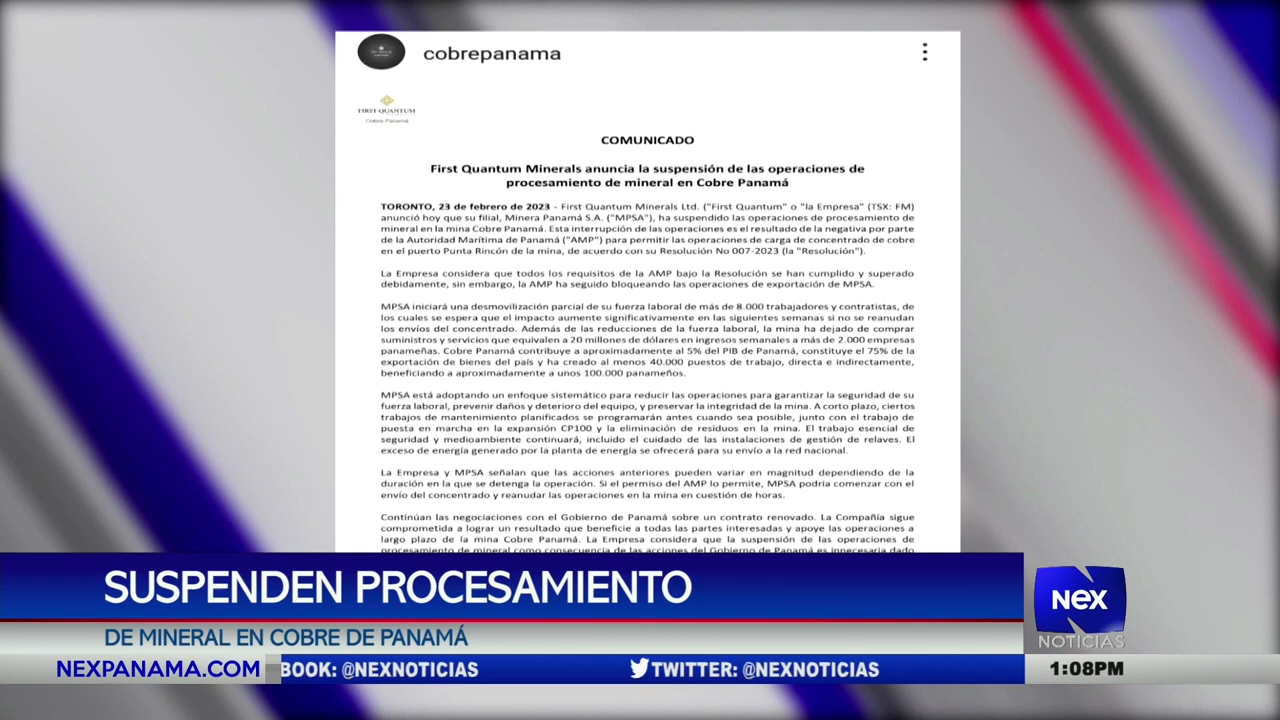 cobrepanama
FIRST QUANTUM
Cobre Panamá
COMUNICADO
First Quantum Minerals anuncia la suspensión de las operaciones de
procesamiento de mineral en Cobre Panamá
TORONTO, 23 de febrero de 2023 - First Quantum Minerals Ltd. ("First Quantum" o "la Empresa" (TSX: FM)
anunció hoy que su filial, Minera Panamá S.A. ("MPSA"), ha suspendido las operaciones de procesamiento de
mineral en la mina Cobre Panamá. Esta interrupción de las operaciones es el resultado de la negativa por parte
de la Autoridad Marítima de Panamá ("AMP") para permitir las operaciones de carga de concentrado de cobre
en el puerto Punta Rincón de la mina, de acuerdo con su Resolución No 007-2023 (la "Resolución").
La Empresa considera que todos los requisitos de la AMP bajo la Resolución se han cumplido y superado
debidamente, sin embargo, la AMP ha seguido bloqueando las operaciones de exportación de MPSA.
MPSA iniciará una desmovilización parcial de su fuerza laboral de más de 8.000 trabajadores y contratistas, de
los cuales se espera que el impacto aumente significativamente en las siguientes semanas si no se reanudan
los envíos del concentrado. Además de las reducciones de la fuerza laboral, la mina ha dejado de comprar
suministros y servicios que equivalen a 20 millones de dólares en ingresos semanales a más de 2.000 empresas
panameñas. Cobre Panamá contribuye a aproximadamente al 5% del PIB de Panamá, constituye el 75% de la
exportación de bienes del país y ha creado al menos 40.000 puestos de trabajo, directa e indirectamente,
beneficiando a aproximadamente a unos 100.000 panameños.
MPSA está adoptando un enfoque sistemático para reducir las operaciones para garantizar la seguridad de su
fuerza laboral, prevenir daños y deterioro del equipo, y preservar la integridad de la mina. A corto plazo, ciertos
trabajos de mantenimiento planificados se programarán antes cuando sea posible, junto con el trabajo de
puesta en marcha en la expansión CP100 y la eliminación de residuos en la mina. El trabajo esencial de
seguridad y medioambiente continuará, incluido el cuidado de las instalaciones de gestión de relaves. El
exceso de energía generado por la planta de energía se ofrecerá para su envío a la red nacional.
La Empresa y MPSA señalan que las acciones anteriores pueden variar en magnitud dependiendo de la
duración en la que se detenga la operación. Si el permiso del AMP lo permite, MPSA podría comenzar con el
envío del concentrado y reanudar las operaciones en la mina en cuestión de horas.
Continúan las negociaciones con el Gobierno de Panamá sobre un contrato renovado. La Compañía sigue
comprometida a lograr un resultado que beneficie a todas las partes interesadas y apoye las operaciones a
largo plazo de la mina Cobre Panamá. La Empresa considera que la suspensión de las operaciones de
procesamiento de mineral como consecuencia de las acciones del Gobierno de Panamá es innecesaria dado
SUSPENDEN PROCESAMIENTO
DE MINERAL EN COBRE DE PANAMÁ
NEX
NOTICIAS
NEXPANAMA.COM BOOK: @NEXNOTICIAS TWITTER: @NEXNOTICIAS 1:08PM